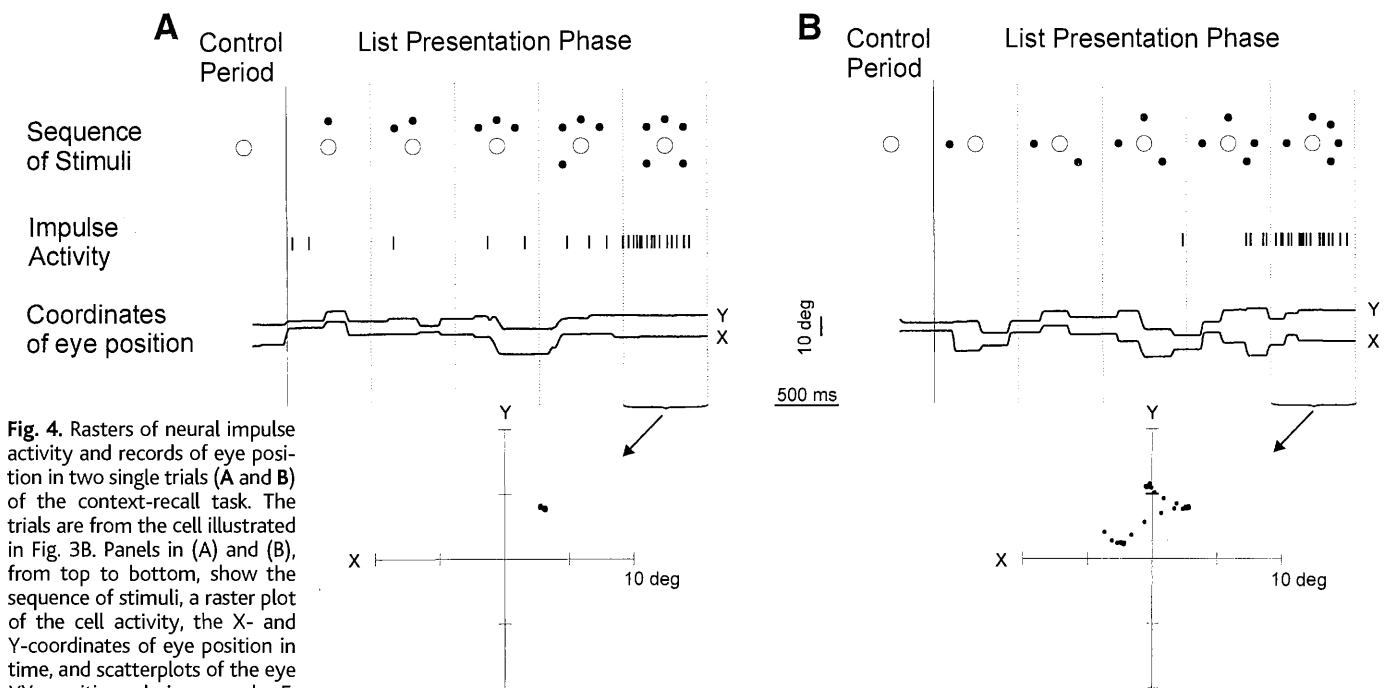 A
Control
Period
List Presentation Phase
B
Control
Period
List Presentation Phase
Sequence
of Stimuli
Impulse
Activity
Coordinates
of eye position
Y
X
10 deg
500 ms
Y
X
Y
X
10 deg
Y
X
10 deg
Fig. 4. Rasters of neural impulse
activity and records of eye posi-
tion in two single trials (A and B)
of the context-recall task. The
trials are from the cell illustrated
in Fig. 3B. Panels in (A) and (B),
from top to bottom, show the
sequence of stimuli, a raster plot
of the cell activity, the X- and
Y-coordinates of eye position in
time, and scatterplots of the eye